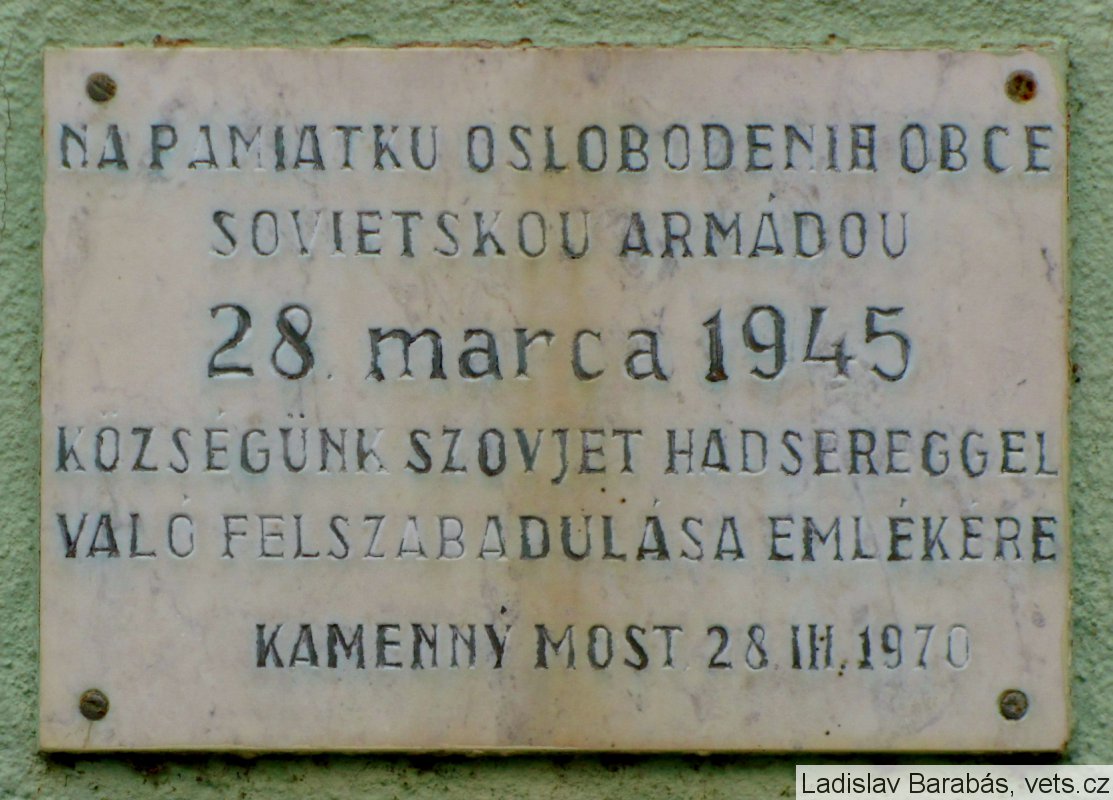 NA PAMIATKU OSLOBODENIA OBCE
SOVIETSKOU ARMÁDOU
28. marca 1945
KÖZSÉGÜNK SZOVJET HADSEREGGEL
VALÓ FELSZABADULÁSA EMLÉKÉRE
KAMENNÝ MOST. 28. III. 1970
Ladislav Barabás, vets.cz